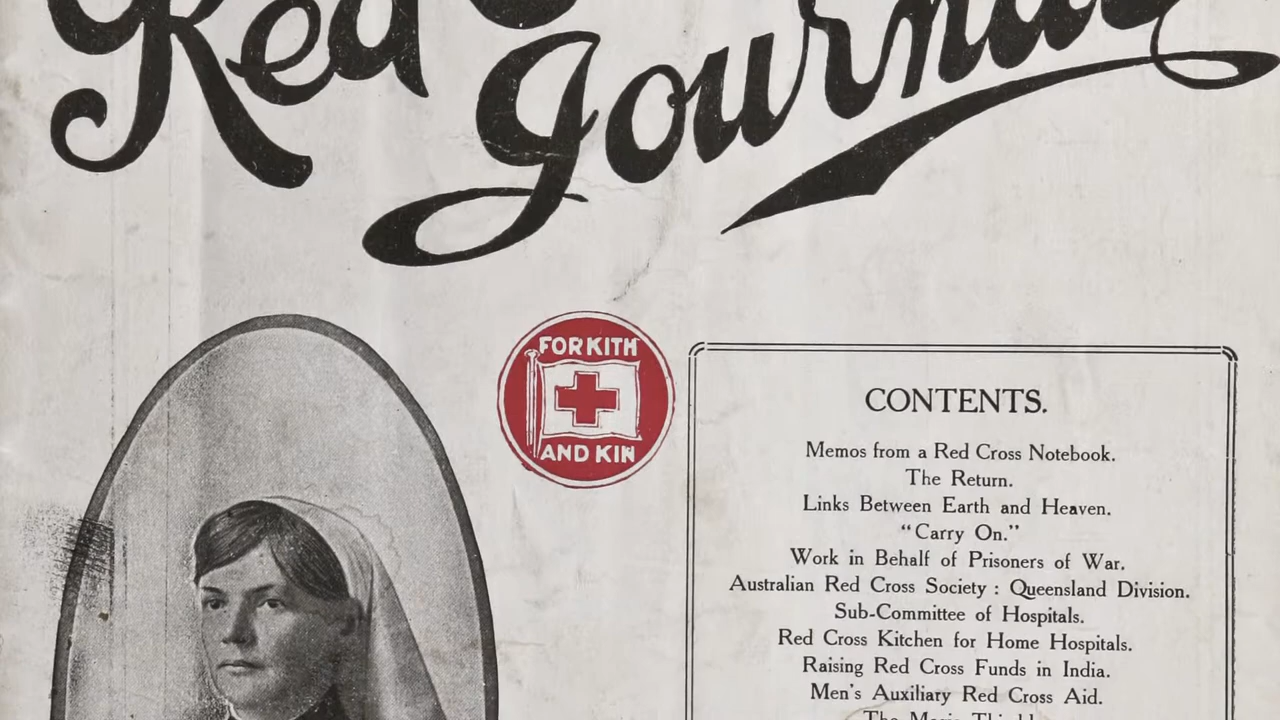 Red
Journal
FOR KITH
AND KIN
CONTENTS.
Memos from a Red Cross Notebook.
The Return.
Links Between Earth and Heaven.
"Carry On."
Work in Behalf of Prisoners of War.
Australian Red Cross Society : Queensland Division.
Sub-Committee of Hospitals.
Red Cross Kitchen for Home Hospitals.
Raising Red Cross Funds in India.
Men's Auxiliary Red Cross Aid.